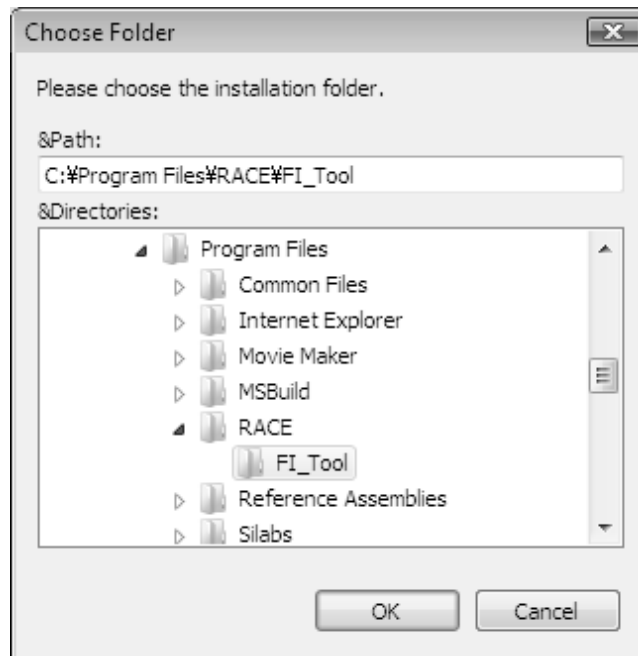 Choose Folder
Please choose the installation folder.
&Path:
C:¥Program Files¥RACE¥FI_Tool
&Directories:
Program Files
Common Files
Internet Explorer
Movie Maker
MSBuild
RACE
FI_Tool
Reference Assemblies
Silabs
OK Cancel